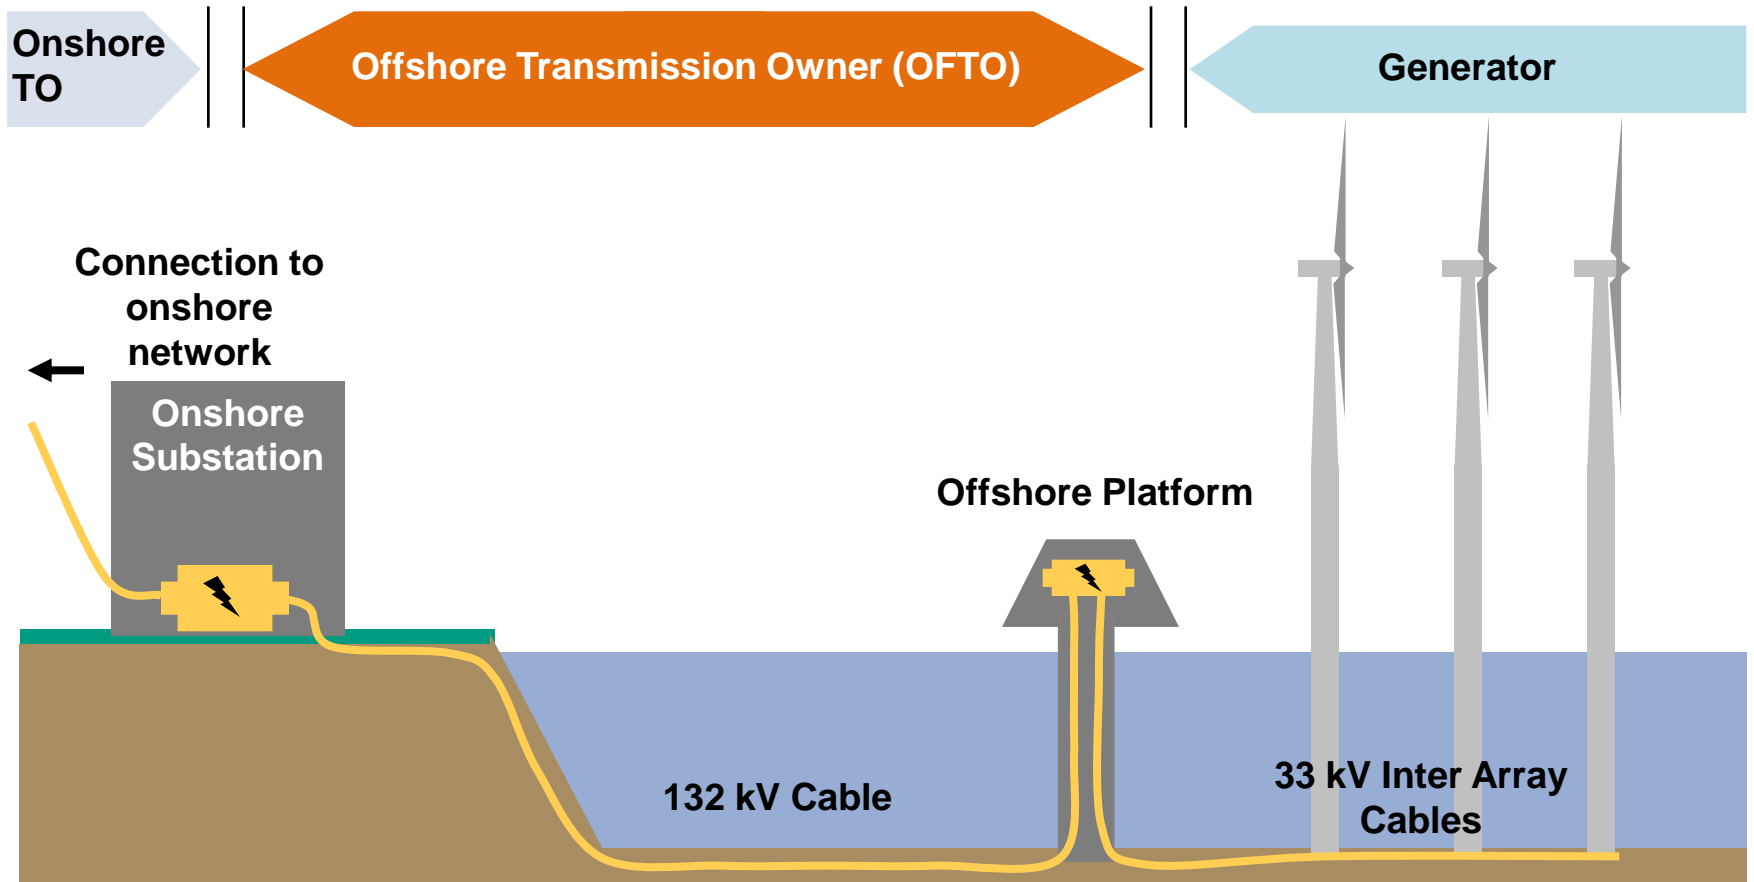 Onshore
TO
Offshore Transmission Owner (OFTO)
Generator
Connection to
onshore
network
Onshore
Substation
Offshore Platform
132 kV Cable
33 kV Inter Array
Cables